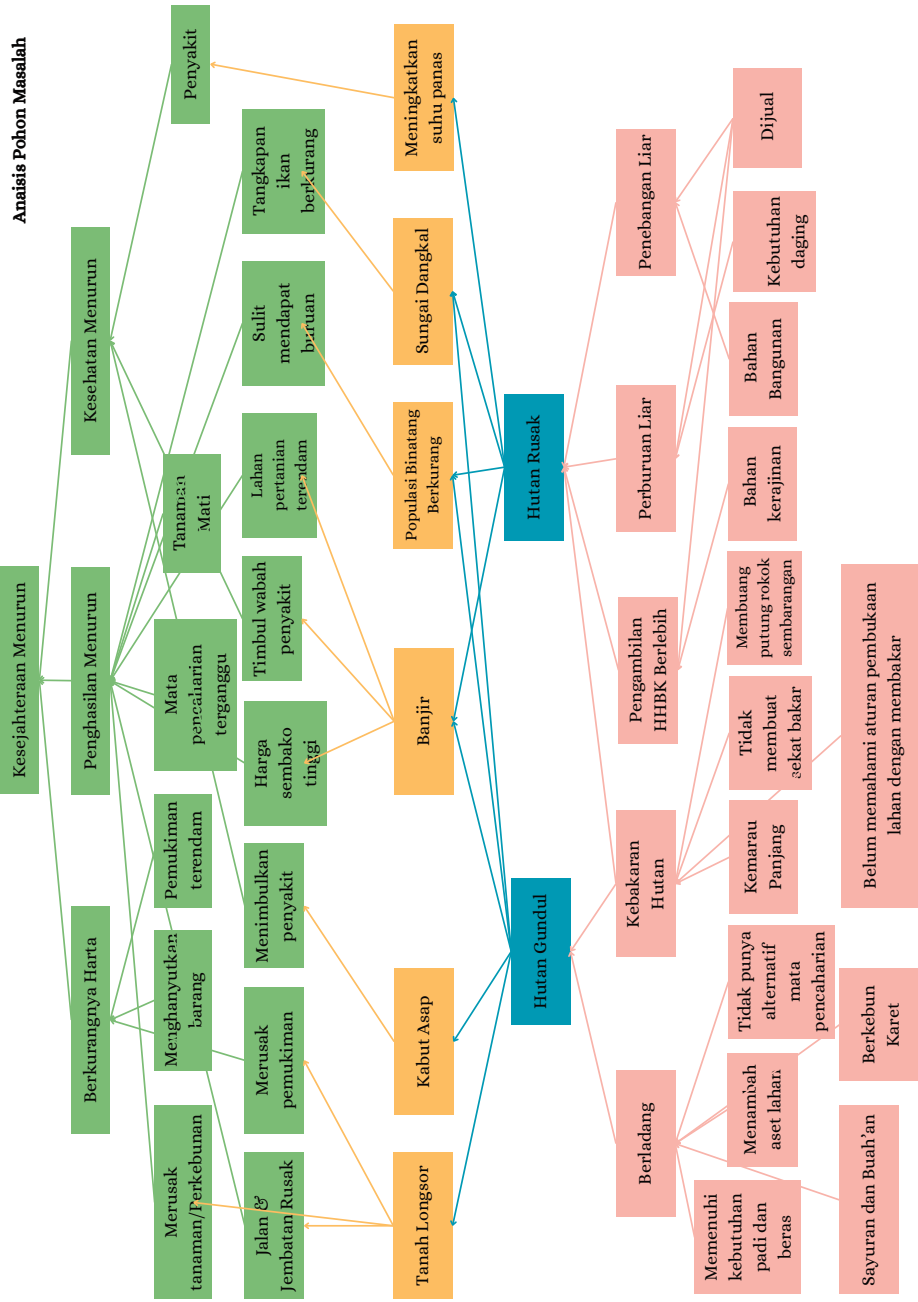 Anaisis Pohon Masalah
Kesejahteraan Menurun
Berkurangnya Harta
Penghasilan Menurun
Kesehatan Menurun
Merusak
tanaman/Perkebunan
Menghanyutkan
barang
Pemukiman
terendam
Mata
pencaharian
terganggu
Tanaman
Mati
Penyakit
Jalan &
Jembatan Rusak
Merusak
pemukiman
Menimbulkan
penyakit
Harga
sembako
tinggi
Timbul wabah
penyakit
Lahan
pertanian
terendam
Sulit
mendapat
buruan
Tangkapan
ikan
berkurang
Tanah Longsor
Kabut Asap
Banjir
Populasi Binatang
Berkurang
Sungai Dangkal
Meningkatkan
suhu panas
Hutan Gundul
Hutan Rusak
Berladang
Kebakaran
Hutan
Pengambilan
HHBK Berlebih
Perburuan Liar
Penebangan Liar
Memenuhi
kebutuhan
padi dan
beras
Menambah
aset lahan
Tidak punya
alternatif
mata
pencaharian
Kemarau
Panjang
Tidak
membuat
sekat bakar
Membuang
putung rokok
sembarangan
Bahan
kerajinan
Bahan
Bangunan
Kebutuhan
daging
Dijual
Sayuran dan Buah'an
Berkebun
Karet
Belum memahami aturan pembukaan
lahan dengan membakar